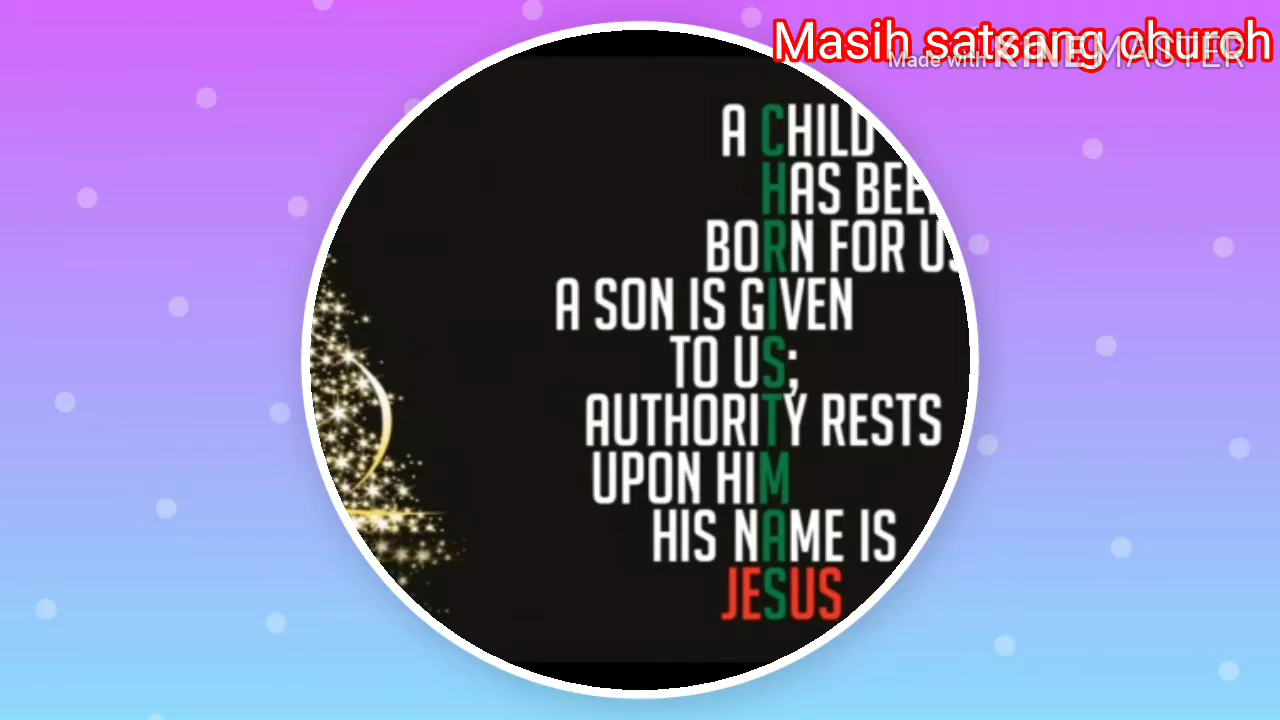 Masih satsang church
Made with KINEMASTER
A CHILD
HAS BEE
BORN FOR US
A SON IS GIVEN
TO US;
AUTHORITY RESTS
UPON HIM
HIS NAME IS
JESUS